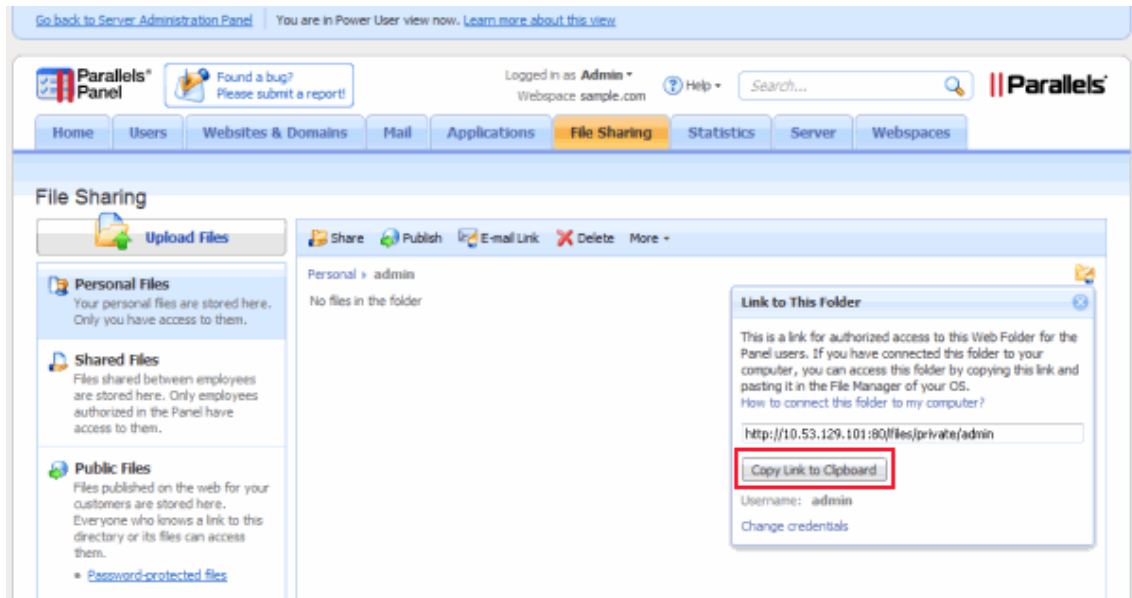 Go back to Server Administration Panel
You are in Power User view now. Learn more about this view
Parallels®
Panel
Found a bug?
Please submit a report!
Logged in as Admin
Webspace sample.com
Help
Search...
Parallels
Home
Users
Websites & Domains
Mail
Applications
File Sharing
Statistics
Server
Webspaces
File Sharing
Upload Files
Share
Publish
E-mail Link
Delete
More
Personal Files
Your personal files are stored here.
Only you have access to them.
Shared Files
Files shared between employees
are stored here. Only employees
authorized in the Panel have
access to them.
Public Files
Files published on the web for your
customers are stored here.
Everyone who knows a link to this
directory or its files can access
them.
Password-protected files
Personal
admin
No files in the folder
Link to This Folder
This is a link for authorized access to this Web Folder for the
Panel users. If you have connected this folder to your
computer, you can access this folder by copying this link and
pasting it in the File Manager of your OS.
How to connect this folder to my computer?
http://10.53.129.101:80/files/private/admin
Copy Link to Clipboard
Username: admin
Change credentials